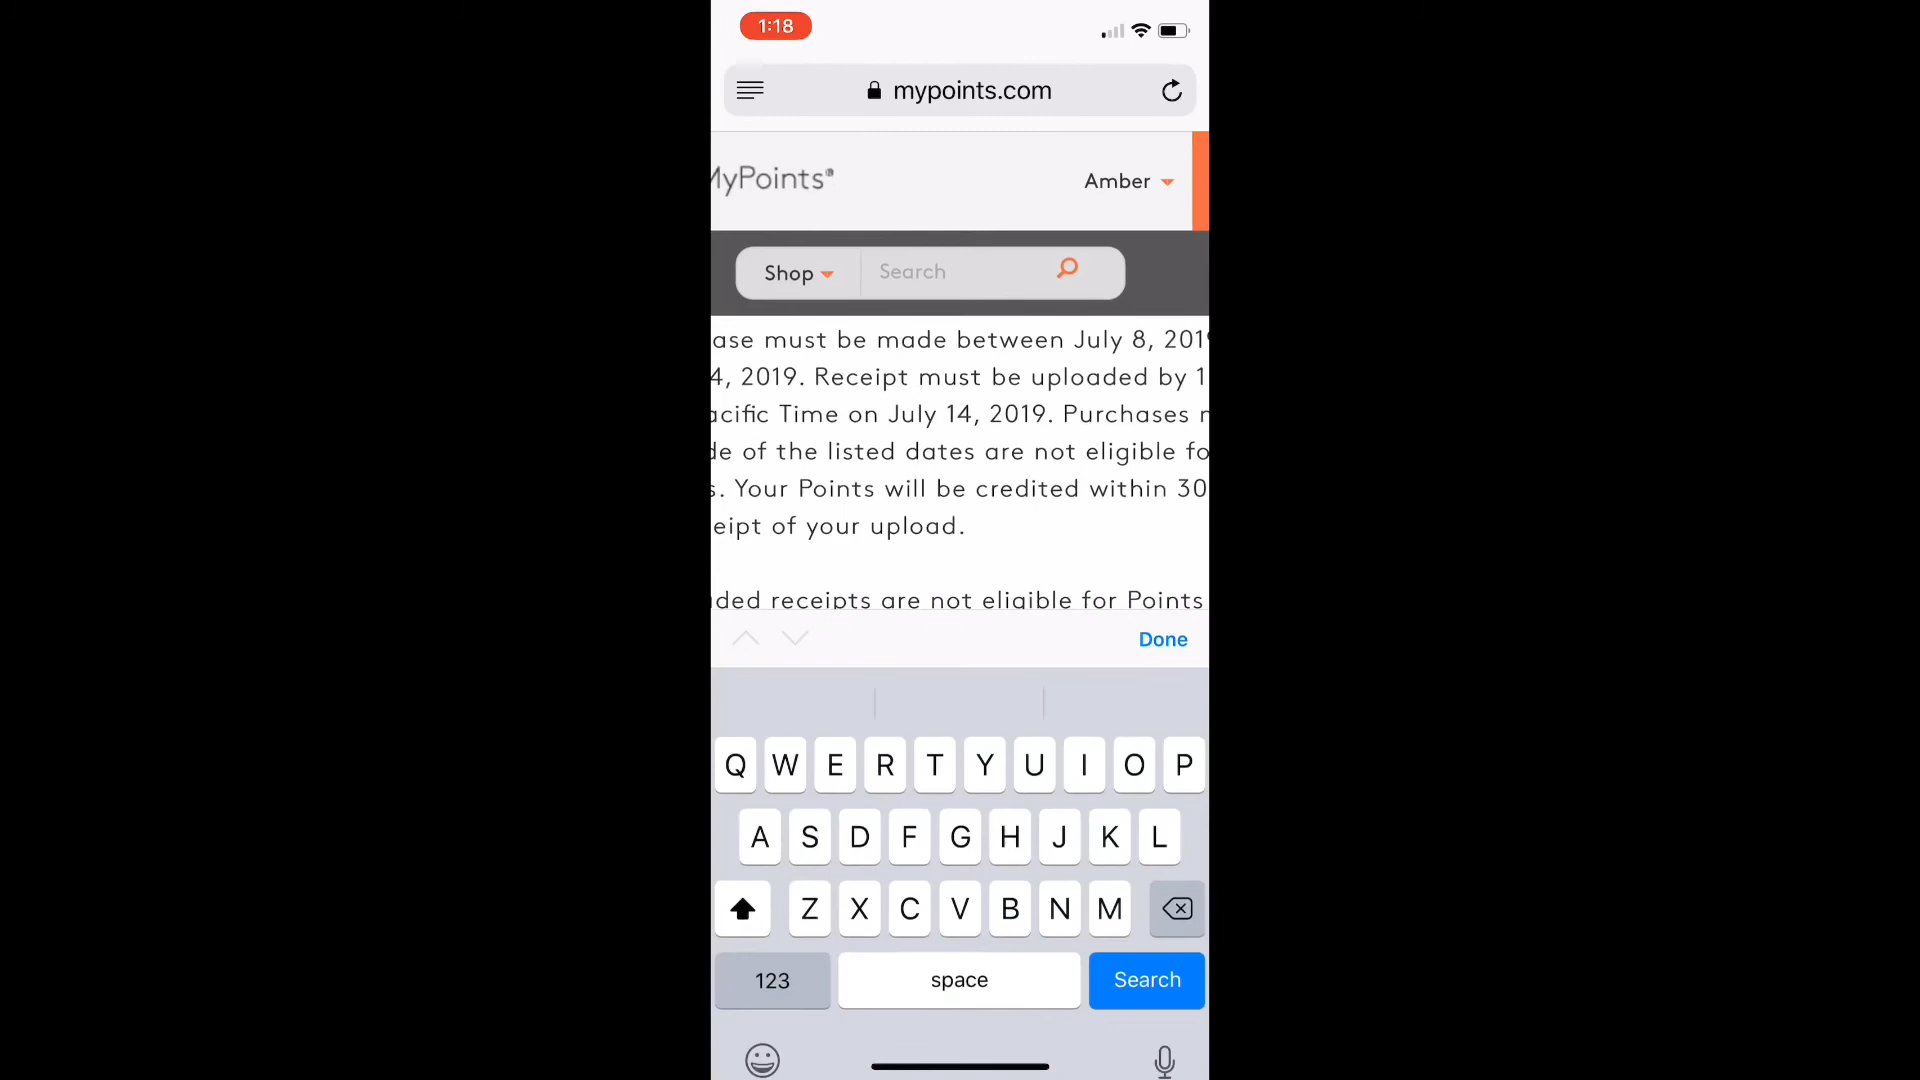 1:18
mypoints.com
MyPoints®
Amber
Shop
Search
ase must be made between July 8, 201
4, 2019. Receipt must be uploaded by 1
acific Time on July 14, 2019. Purchases
de of the listed dates are not eligible fo
s. Your Points will be credited within 30
eipt of your upload.
ded receipts are not eligible for Points
Done
Q W E R T Y U I O P
A S D F G H J K L
Z X C V B N M
123
space
Search